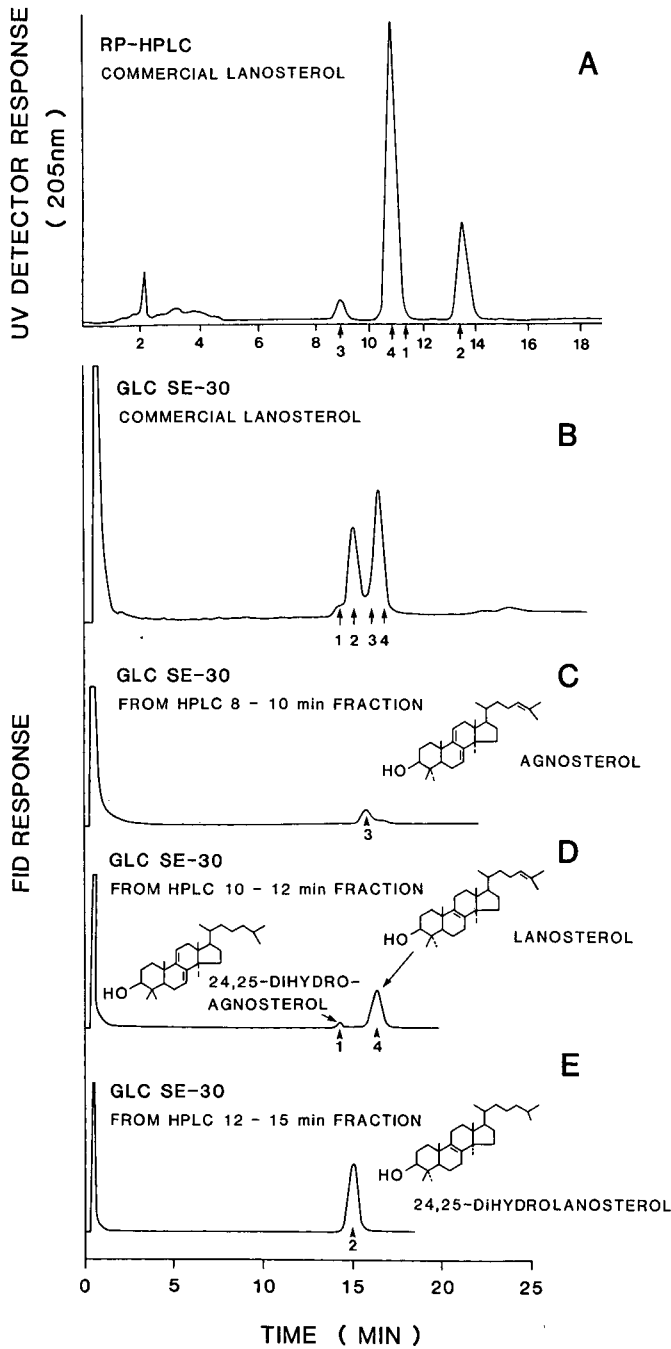 UV DETECTOR RESPONSE
( 205nm)
RP-HPLC
COMMERCIAL LANOSTEROL
A
2 4 6 8 10 12 14 16 18
3 4 1 2
GLC SE-30
COMMERCIAL LANOSTEROL
B
1 2 3 4
FID RESPONSE
GLC SE-30
FROM HPLC 8 - 10 min FRACTION
C
HO
AGNOSTEROL
3
GLC SE-30
FROM HPLC 10 - 12 min FRACTION
D
HO
LANOSTEROL
HO
24,25-DIHYDRO-
AGNOSTEROL
1 4
GLC SE-30
FROM HPLC 12 - 15 min FRACTION
E
HO
24,25-DiHYDROLANOSTEROL
2
0 5 10 15 20 25
TIME ( MIN )